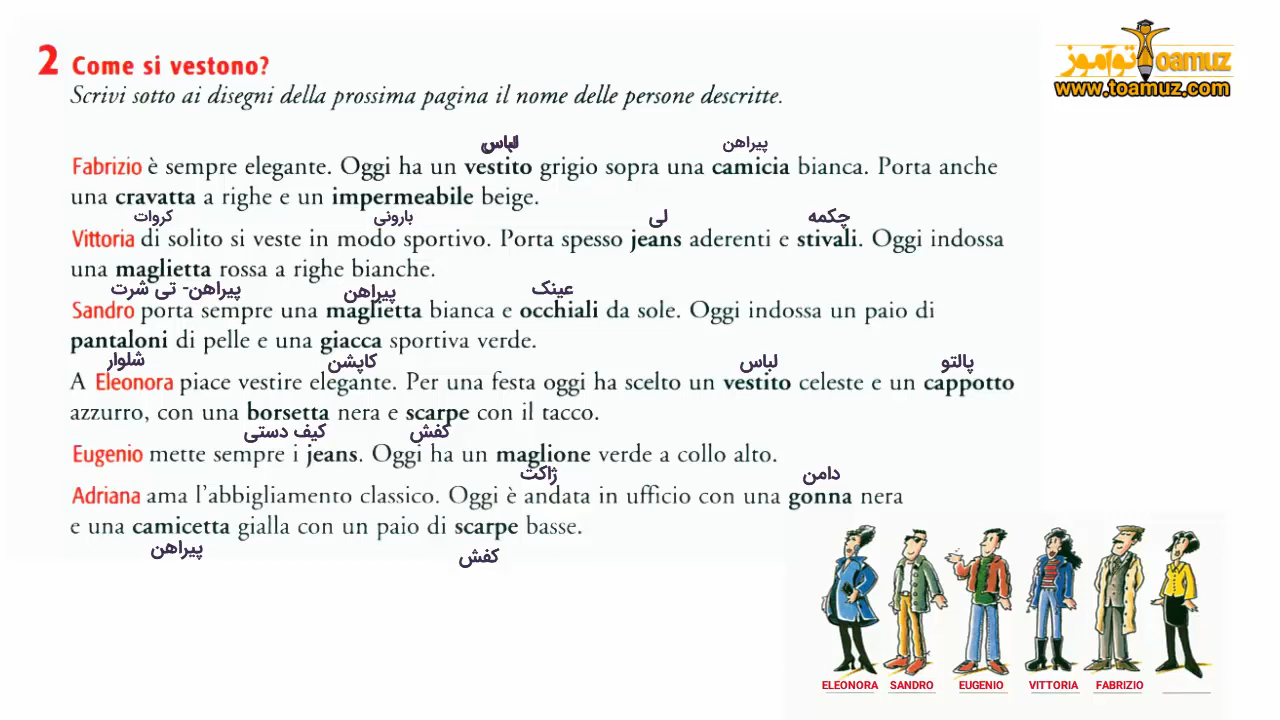 2 Come si vestono?
Scrivi sotto ai disegni della prossima pagina il nome delle persone descritte.
توآموز Toamuz
www.toamuz.com
لباس پیراهن
Fabrizio è sempre elegante. Oggi ha un vestito grigio sopra una camicia bianca. Porta anche
una cravatta a righe e un impermeabile beige.
کروات بارونی لی چکمه
Vittoria di solito si veste in modo sportivo. Porta spesso jeans aderenti e stivali. Oggi indossa
una maglietta rossa a righe bianche.
پیراهن- تی شرت پیراهن عینک
Sandro porta sempre una maglietta bianca e occhiali da sole. Oggi indossa un paio di
pantaloni di pelle e una giacca sportiva verde.
شلوار کاپشن لباس پالتو
A Eleonora piace vestire elegante. Per una festa oggi ha scelto un vestito celeste e un cappotto
azzurro, con una borsetta nera e scarpe con il tacco.
کیف دستی کفش
Eugenio mette sempre i jeans. Oggi ha un maglione verde a collo alto.
ژاکت دامن
Adriana ama l'abbigliamento classico. Oggi è andata in ufficio con una gonna nera
e una camicetta gialla con un paio di scarpe basse.
پیراهن کفش
ELEONORA SANDRO EUGENIO VITTORIA FABRIZIO